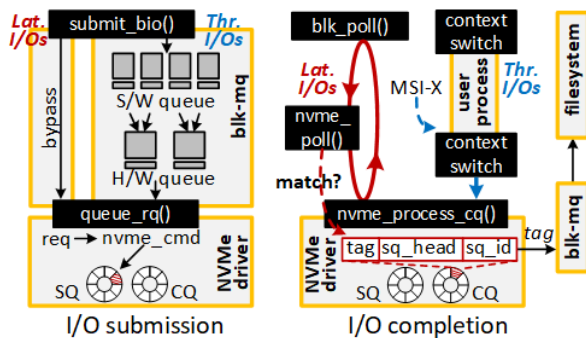 Lat.
I/Os
submit_bio()
Thr.
I/Os
bypass
S/W queue
H/W queue
blk-mq
queue_rq()
req
nvme_cmd
SQ
CQ
NVMe
driver
I/O submission
blk_poll()
Lat.
I/Os
nvme_
poll()
match?
context
switch
MSI-X
user
process
Thr.
I/Os
context
switch
nvme_process_cq()
tag
sq_head
sq_id
SQ
CQ
NVMe
driver
tag
blk-mq
filesystem
I/O completion